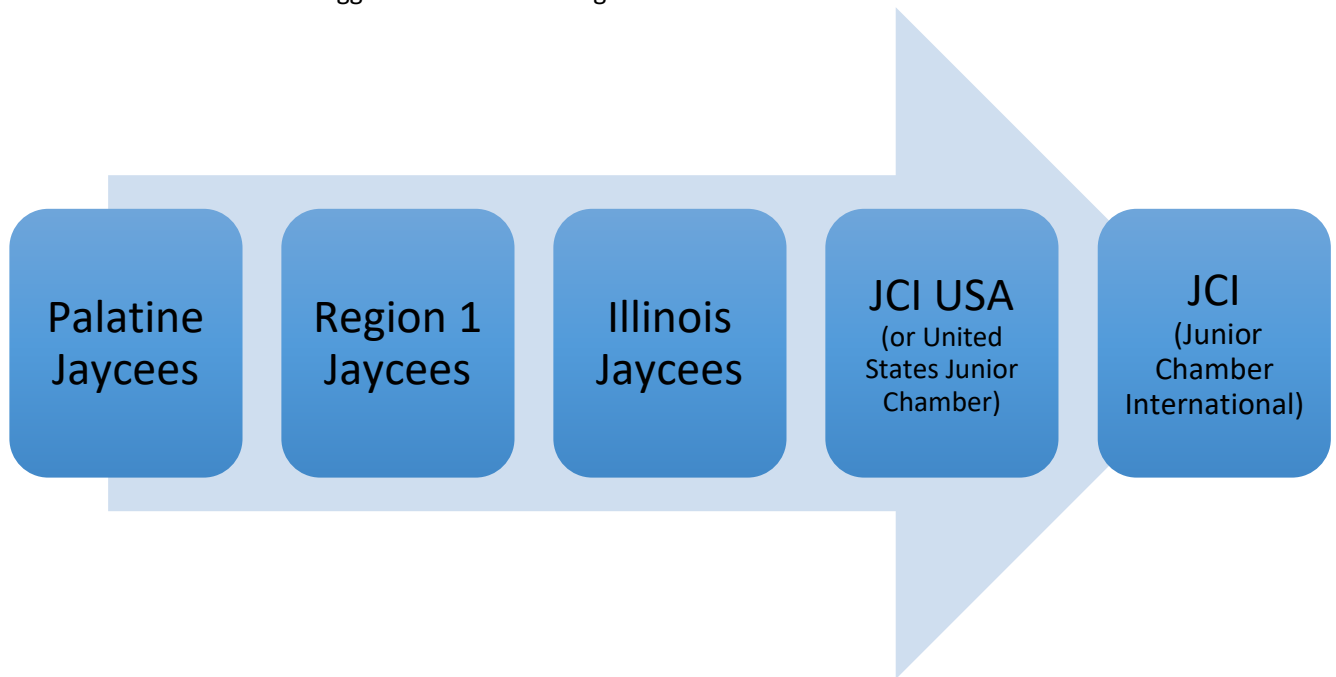 Palatine
Jaycees
Region 1
Jaycees
Illinois
Jaycees
JCI USA
(or United
States Junior
Chamber)
JCI
(Junior
Chamber
International)